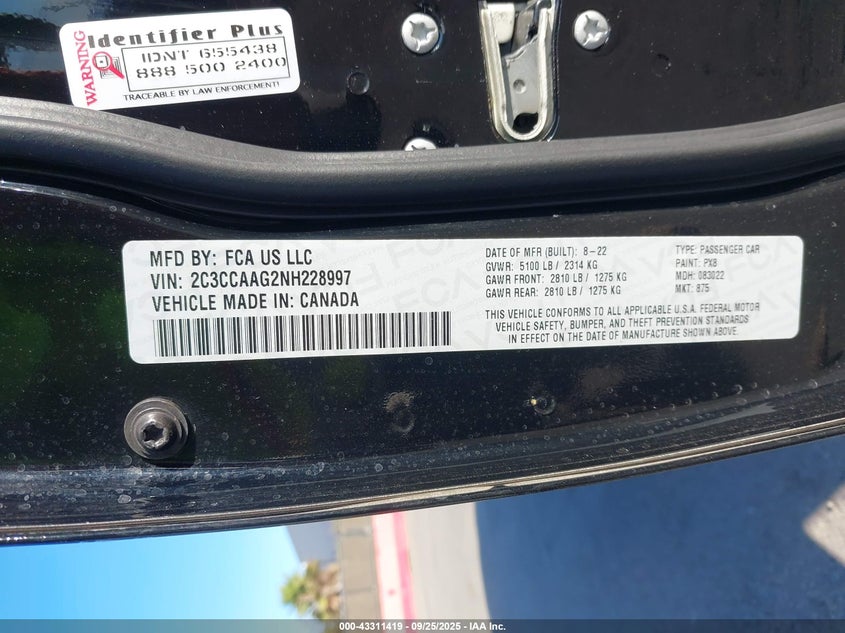 WARNING
Identifier Plus
IDNT 655438
888 500 2400
TRACEABLE BY LAW ENFORCEMENT!
MFD BY: FCA US LLC
VIN: 2C3CCAAG2NH228997
VEHICLE MADE IN: CANADA
DATE OF MFR (BUILT): 8-22
GVWR: 5100 LB / 2314 KG
GAWR FRONT: 2810 LB / 1275 KG
GAWR REAR: 2810 LB / 1275 KG
TYPE: PASSENGER CAR
PAINT: PX8
MDH: 083022
MKT: 875
THIS VEHICLE CONFORMS TO ALL APPLICABLE U.S.A. FEDERAL MOTOR
VEHICLE SAFETY, BUMPER, AND THEFT PREVENTION STANDARDS
IN EFFECT ON THE DATE OF MANUFACTURE SHOWN ABOVE.
000-43311419 - 09/25/2025 - IAA Inc.